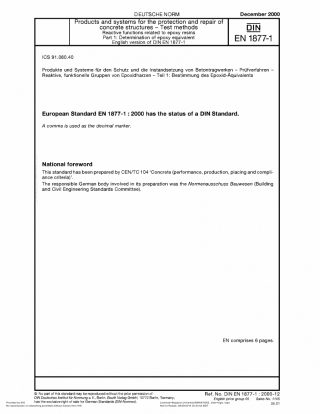 DEUTSCHE NORM
December 2000
Products and systems for the protection and repair of
concrete structures – Test methods
Reactive functions related to epoxy resins
Part 1: Determination of epoxy equivalent
English version of DIN EN 1877-1
DIN
EN 1877-1
ICS 91.080.40
Produkte und Systeme für den Schutz und die Instandsetzung von Betontragwerken – Prüfverfahren –
Reaktive, funktionelle Gruppen von Epoxidharzen – Teil 1: Bestimmung des Epoxid-Äquivalents
European Standard EN 1877-1 : 2000 has the status of a DIN Standard.
A comma is used as the decimal marker.
National foreword
This standard has been prepared by CEN/TC 104 'Concrete (performance, production, placing and compli-
ance criteria)'.
The responsible German body involved in its preparation was the Normenausschuss Bauwesen (Building
and Civil Engineering Standards Committee).
EN comprises 6 pages.
© No part of this standard may be reproduced without the prior permission of
DIN Deutsches Institut für Normung e.V., Berlin. Beuth Verlag GmbH, 10772 Berlin, Germany,
has the exclusive right of sale for German Standards (DIN-Normen).
Ref. No. DIN EN 1877-1 : 2000-12
English price group 06